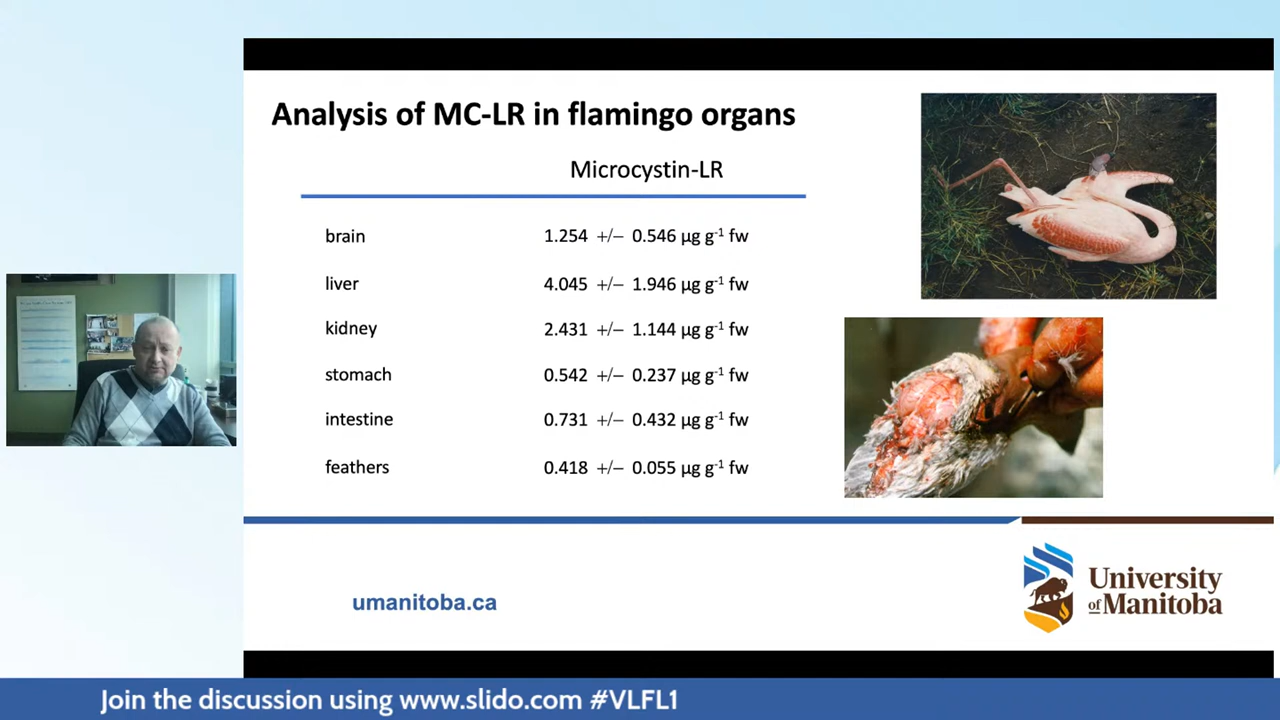 Analysis of MC-LR in flamingo organs
Microcystin-LR
brain 1.254 +/− 0.546 µg g⁻¹ fw
liver 4.045 +/− 1.946 µg g⁻¹ fw
kidney 2.431 +/− 1.144 µg g⁻¹ fw
stomach 0.542 +/− 0.237 µg g⁻¹ fw
intestine 0.731 +/− 0.432 µg g⁻¹ fw
feathers 0.418 +/− 0.055 µg g⁻¹ fw
umanitoba.ca
University
of Manitoba
Join the discussion using www.slido.com #VLFL1